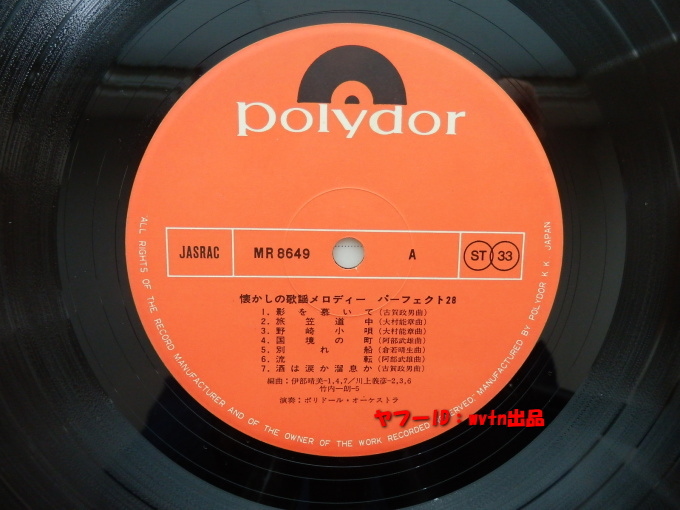 polydor
JASRAC MR 8649 A ST 33
懐かしの歌謡メロディー パーフェクト28
1. 影を慕いて(古賀政男曲)
2. 旅笠道中(大村能章曲)
3. 野崎小唄(大村能章曲)
4. 国境の町(阿部武雄曲)
5. 別れ船(倉若晴生曲)
6. 流転(阿部武雄曲)
7. 酒は涙か溜息か(古賀政男曲)
編曲:伊部晴美-1,4,7/川上義彦-2,3,6
竹内一朗-5
演奏:ポリドール・オーケストラ
ALL RIGHTS OF THE RECORD MANUFACTURER AND OF THE OWNER OF THE WORK RECORDED RESERVED· MANUFACTURED BY POLYDOR K K JAPAN
ヤフーID:mvtn出品